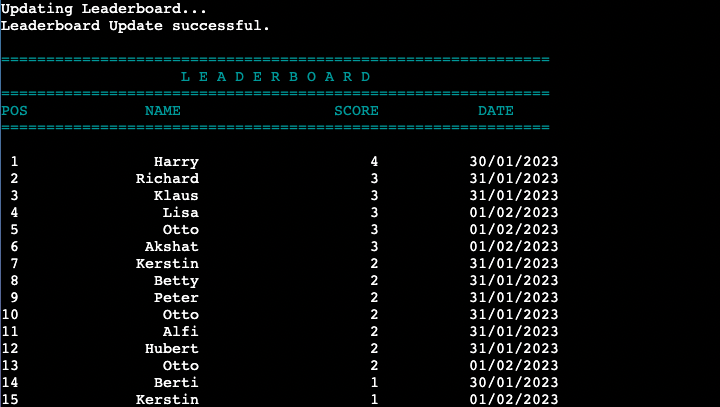 Updating Leaderboard...
Leaderboard Update successful.
=============================================================
L E A D E R B O A R D
=============================================================
POS NAME SCORE DATE
=============================================================
1 Harry 4 30/01/2023
2 Richard 3 31/01/2023
3 Klaus 3 31/01/2023
4 Lisa 3 01/02/2023
5 Otto 3 01/02/2023
6 Akshat 3 01/02/2023
7 Kerstin 2 31/01/2023
8 Betty 2 31/01/2023
9 Peter 2 31/01/2023
10 Otto 2 31/01/2023
11 Alfi 2 31/01/2023
12 Hubert 2 31/01/2023
13 Otto 2 01/02/2023
14 Berti 1 30/01/2023
15 Kerstin 1 01/02/2023